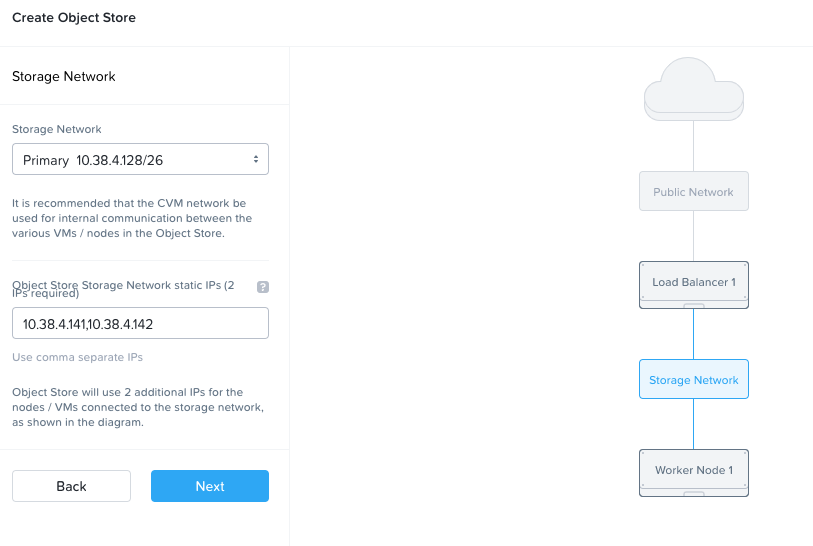 Create Object Store
Storage Network
Storage Network
Primary 10.38.4.128/26
It is recommended that the CVM network be
used for internal communication between the
various VMs / nodes in the Object Store.
Object Store Storage Network static IPs (2
IPs required)
?
10.38.4.141,10.38.4.142
Use comma separate IPs
Object Store will use 2 additional IPs for the
nodes / VMs connected to the storage network,
as shown in the diagram.
Back
Next
Public Network
Load Balancer 1
Storage Network
Worker Node 1